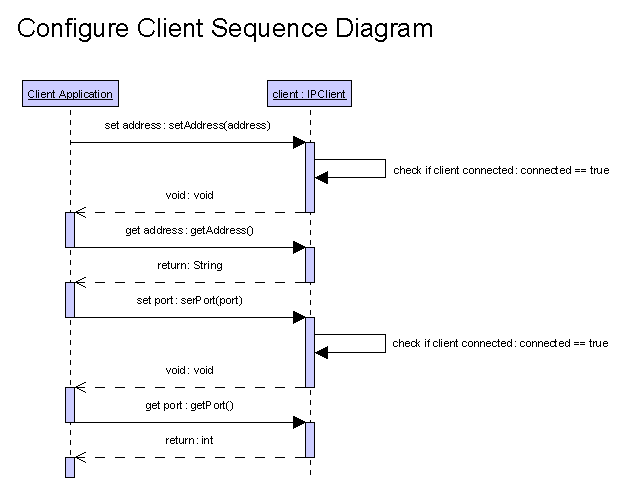 Configure Client Sequence Diagram
Client Application
client : IPClient
set address : setAddress(address)
check if client connected : connected == true
void : void
get address : getAddress()
return : String
set port : serPort(port)
check if client connected : connected == true
void : void
get port : getPort()
return : int